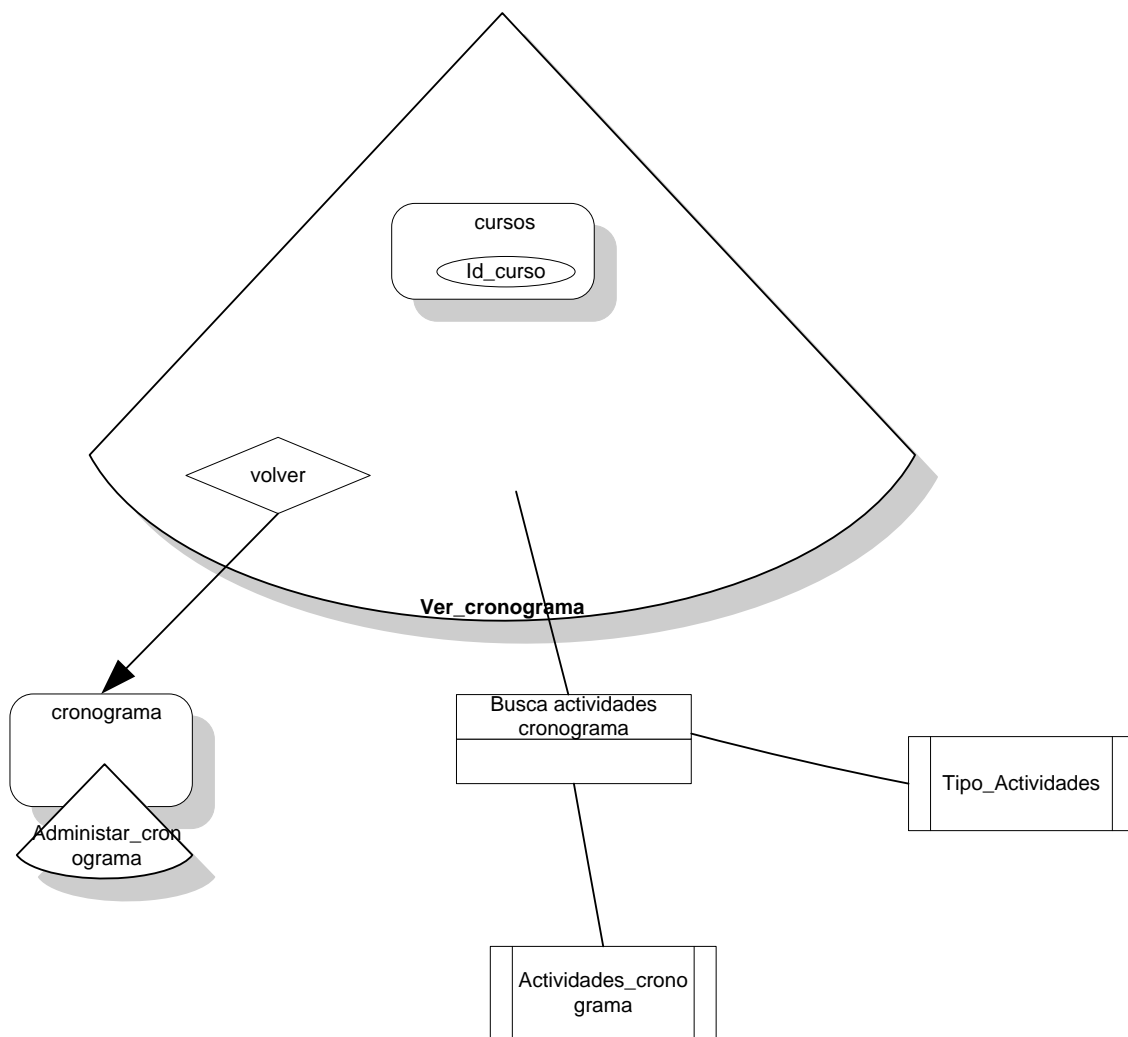 cursos
Id_curso
volver
Ver_cronograma
cronograma
Administar_cron
ograma
Busca actividades
cronograma
Tipo_Actividades
Actividades_crono
grama